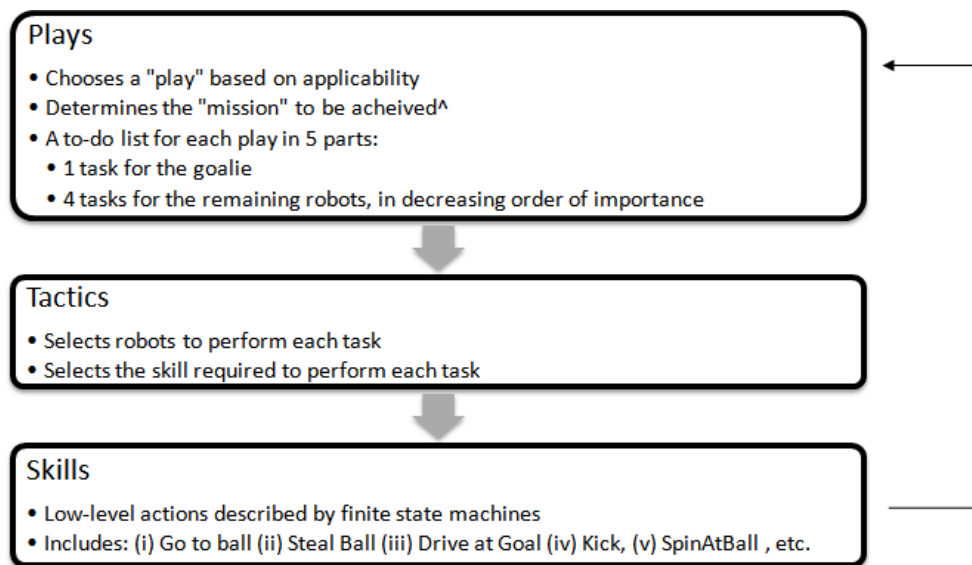 Plays
• Chooses a "play" based on applicability
• Determines the "mission" to be acheived^
• A to-do list for each play in 5 parts:
• 1 task for the goalie
• 4 tasks for the remaining robots, in decreasing order of importance
Tactics
• Selects robots to perform each task
• Selects the skill required to perform each task
Skills
• Low-level actions described by finite state machines
• Includes: (i) Go to ball (ii) Steal Ball (iii) Drive at Goal (iv) Kick, (v) SpinAtBall , etc.